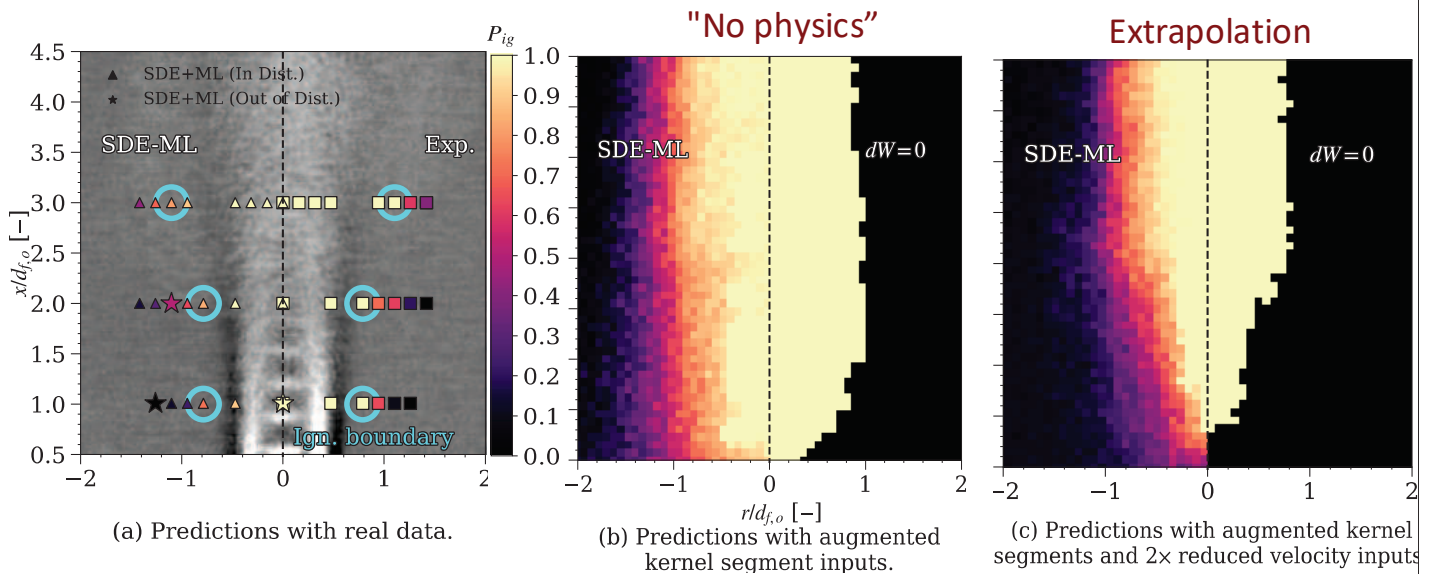 "No physics”
Extrapolation
P_ig
4.5
4.0
3.5
3.0
2.5
2.0
1.5
1.0
0.5
x/d_f,o [-]
SDE+ML (In Dist.)
SDE+ML (Out of Dist.)
SDE-ML
Exp.
Ign. boundary
−2
−1
0
1
2
1.0
0.9
0.8
0.7
0.6
0.5
0.4
0.3
0.2
0.1
0.0
(a) Predictions with real data.
SDE-ML
dW=0
−2
−1
0
1
2
r/d_f,o [-]
(b) Predictions with augmented
kernel segment inputs.
SDE-ML
dW=0
−2
−1
0
1
2
(c) Predictions with augmented kernel
segments and 2× reduced velocity inputs